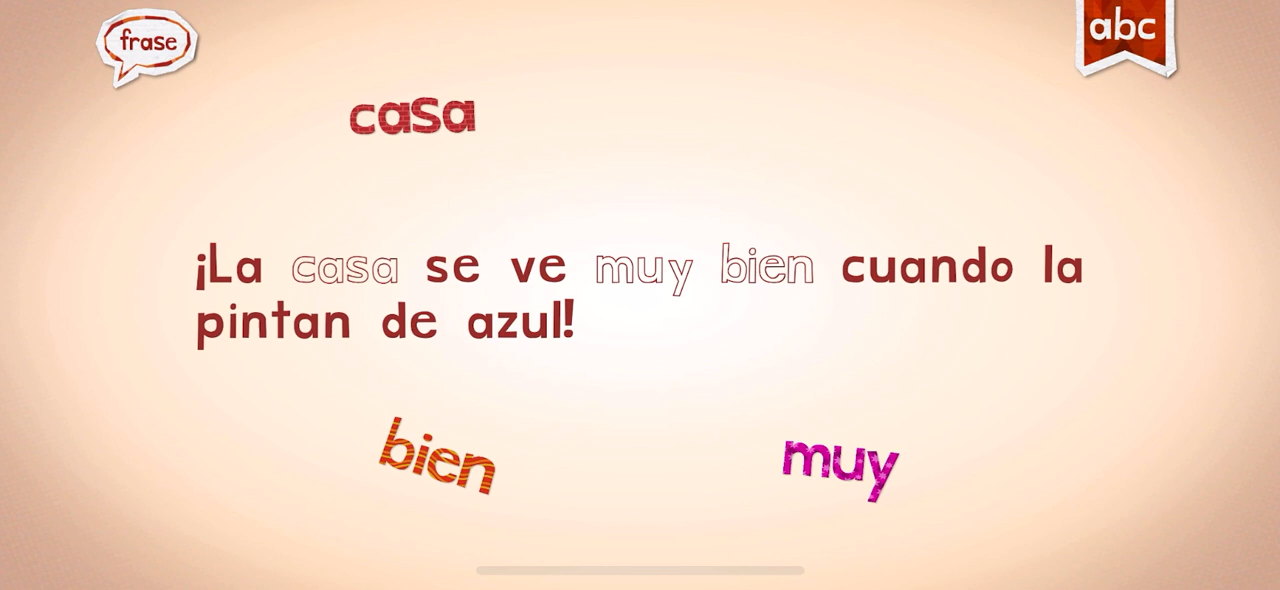 frase
abc
casa
¡La casa se ve muy bien cuando la
pintan de azul!
bien
muy